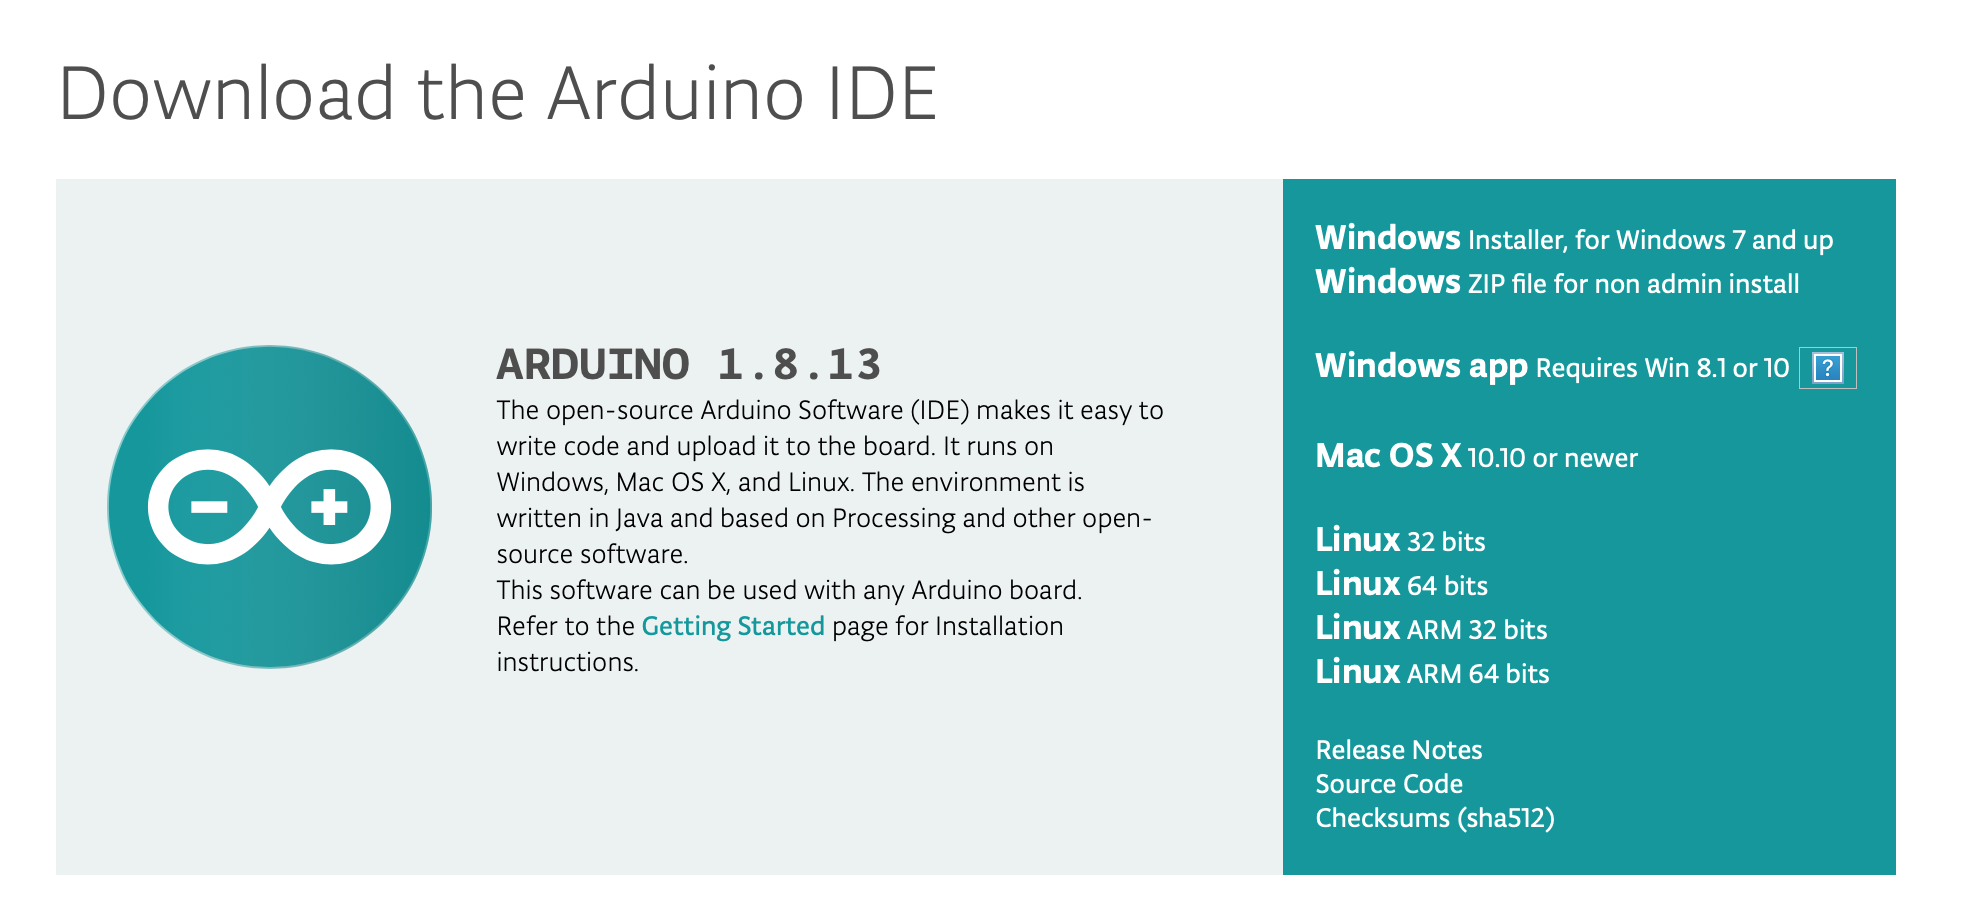 Download the Arduino IDE
ARDUINO 1.8.13
The open-source Arduino Software (IDE) makes it easy to
write code and upload it to the board. It runs on
Windows, Mac OS X, and Linux. The environment is
written in Java and based on Processing and other open-
source software.
This software can be used with any Arduino board.
Refer to the Getting Started page for Installation
instructions.
Windows Installer, for Windows 7 and up
Windows ZIP file for non admin install
Windows app Requires Win 8.1 or 10 ?
Mac OS X 10.10 or newer
Linux 32 bits
Linux 64 bits
Linux ARM 32 bits
Linux ARM 64 bits
Release Notes
Source Code
Checksums (sha512)